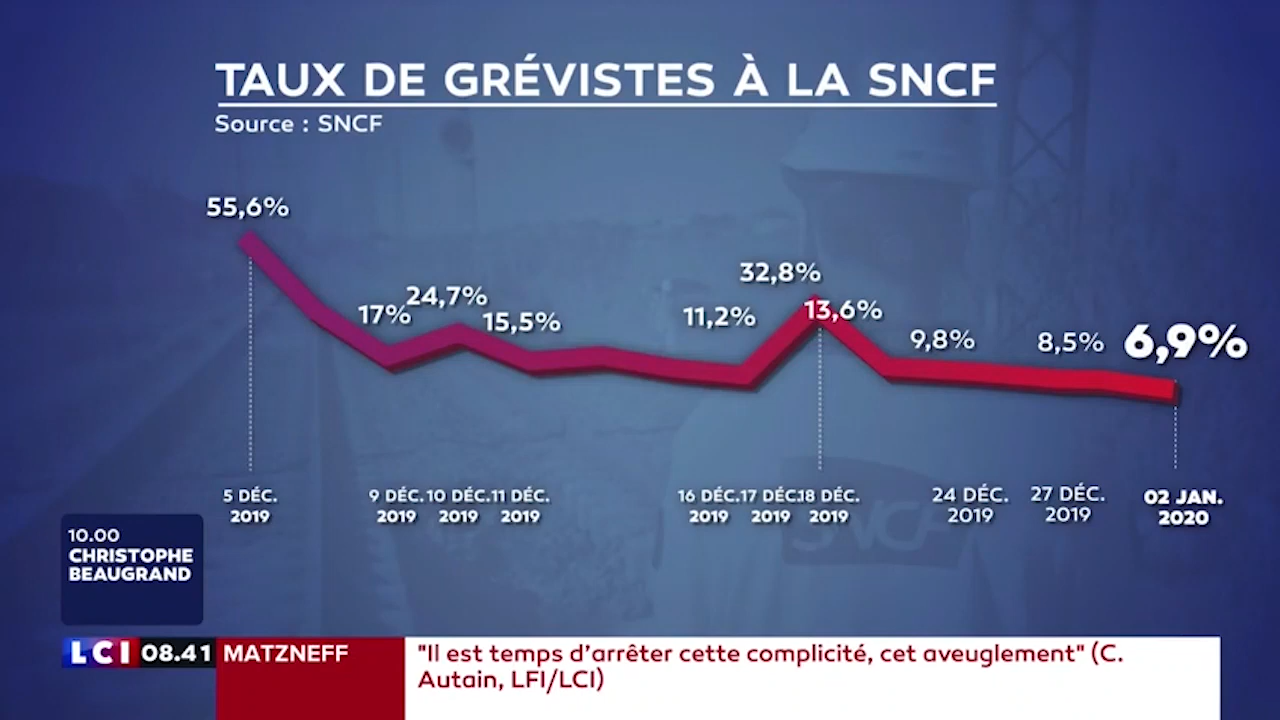 TAUX DE GRÉVISTES À LA SNCF
Source : SNCF
55,6%
17%
24,7%
15,5%
11,2%
32,8%
13,6%
9,8%
8,5%
6,9%
5 DÉC.
2019
9 DÉC.
2019
10 DÉC.
2019
11 DÉC.
2019
16 DÉC.
2019
17 DÉC.
2019
18 DÉC.
2019
24 DÉC.
2019
27 DÉC.
2019
02 JAN.
2020
SNCF
10.00
CHRISTOPHE
BEAUGRAND
LCI 08.41 MATZNEFF
"Il est temps d’arrêter cette complicité, cet aveuglement" (C.
Autain, LFI/LCI)